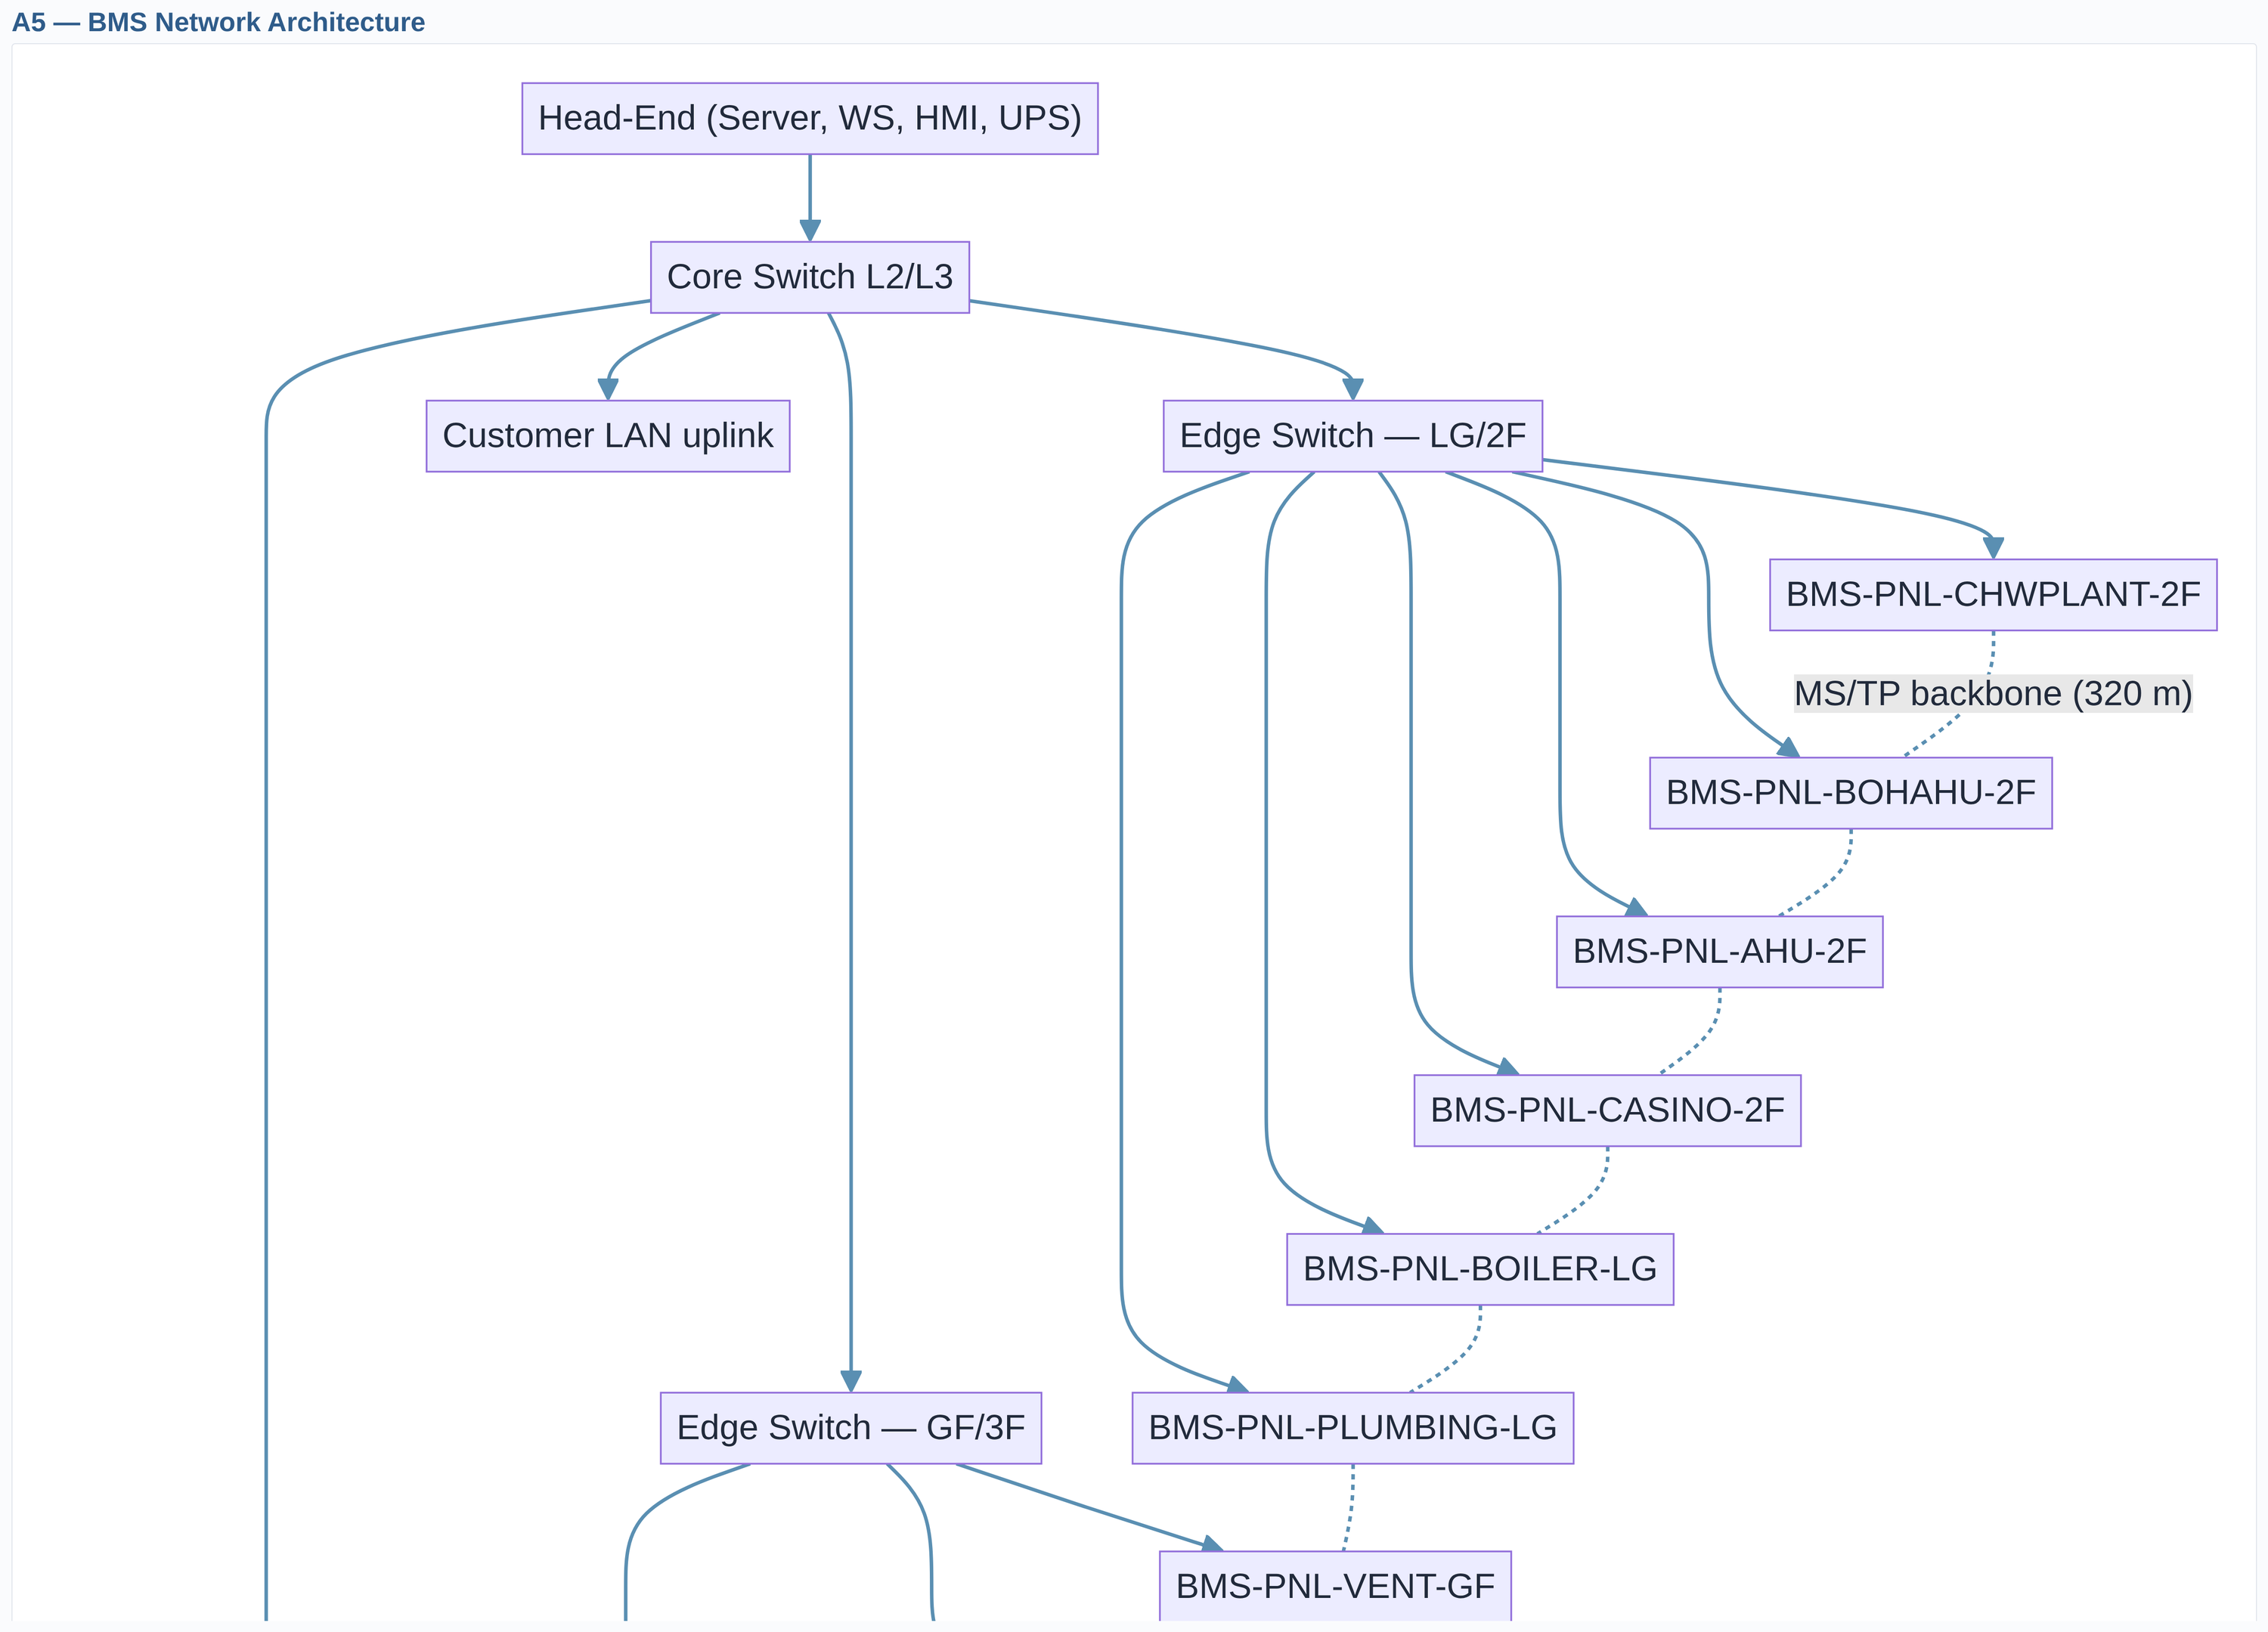 A5 — BMS Network Architecture
Head-End (Server, WS, HMI, UPS)
Core Switch L2/L3
Customer LAN uplink
Edge Switch — LG/2F
BMS-PNL-CHWPLANT-2F
MS/TP backbone (320 m)
BMS-PNL-BOHAHU-2F
BMS-PNL-AHU-2F
BMS-PNL-CASINO-2F
BMS-PNL-BOILER-LG
Edge Switch — GF/3F
BMS-PNL-PLUMBING-LG
BMS-PNL-VENT-GF